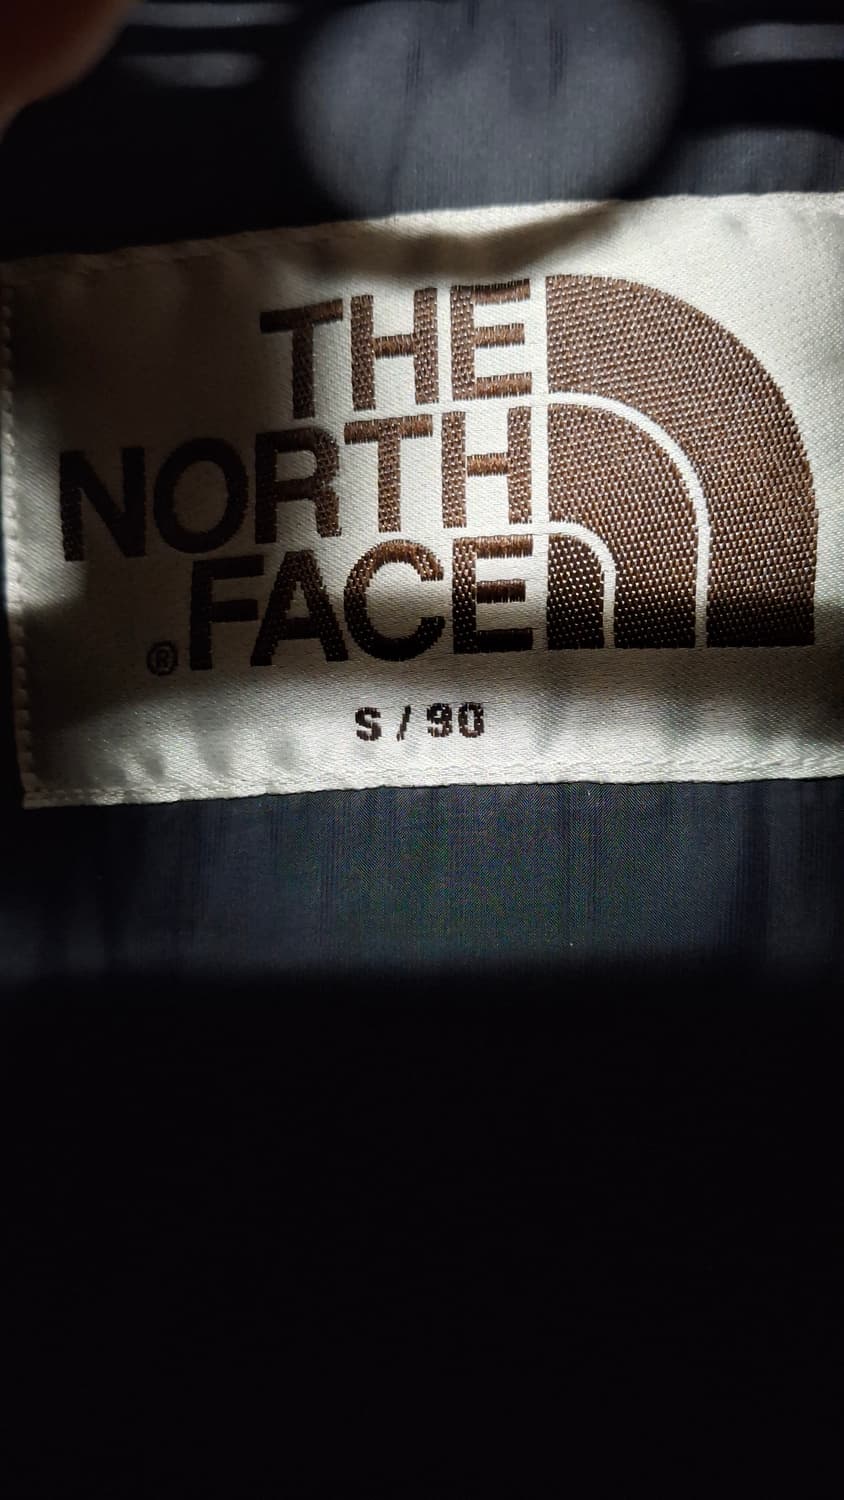 THE
NORTH
FACE
®
S / 90